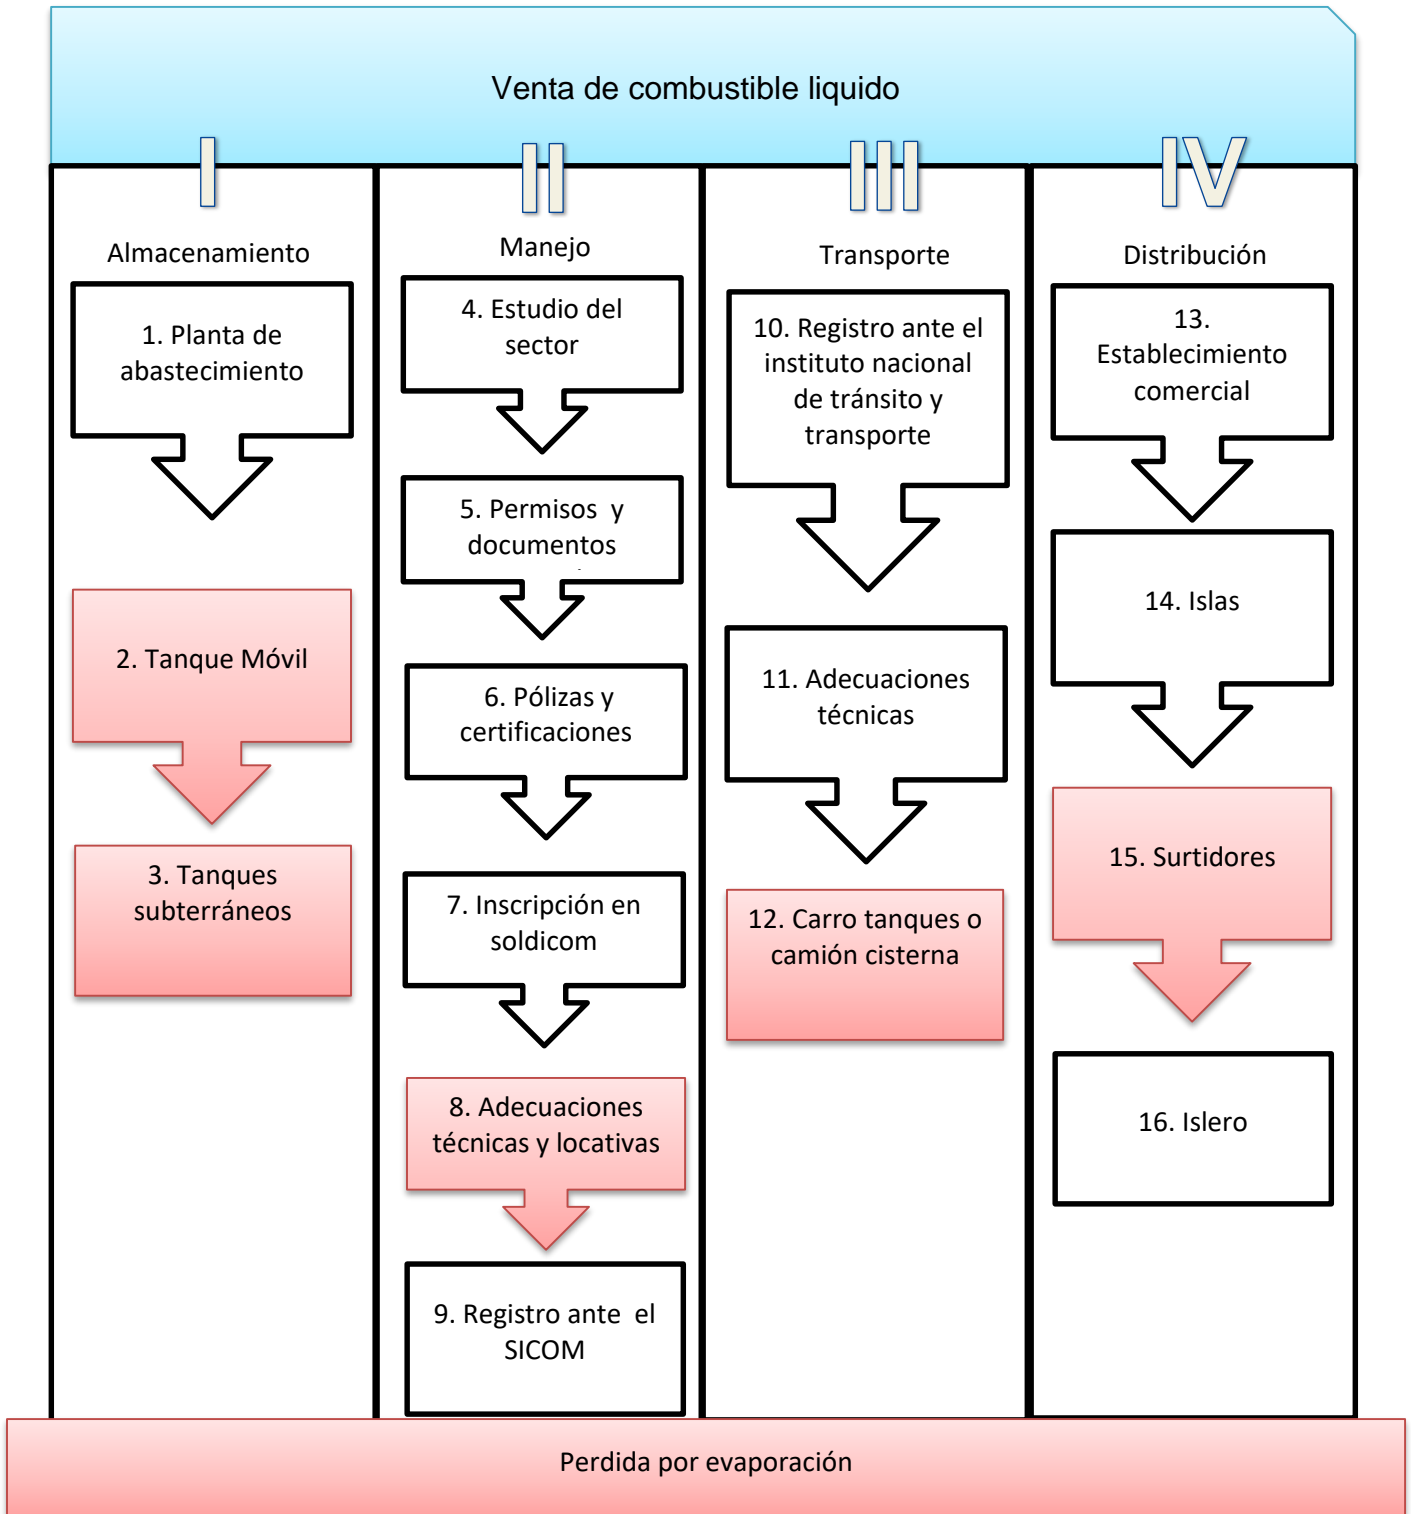 Venta de combustible liquido
I
Almacenamiento
1. Planta de
abastecimiento
2. Tanque Móvil
3. Tanques
subterráneos
II
Manejo
4. Estudio del
sector
5. Permisos y
documentos
6. Pólizas y
certificaciones
7. Inscripción en
soldicom
8. Adecuaciones
técnicas y locativas
9. Registro ante el
SICOM
III
Transporte
10. Registro ante el
instituto nacional
de tránsito y
transporte
11. Adecuaciones
técnicas
12. Carro tanques o
camión cisterna
IV
Distribución
13.
Establecimiento
comercial
14. Islas
15. Surtidores
16. Islero
Perdida por evaporación